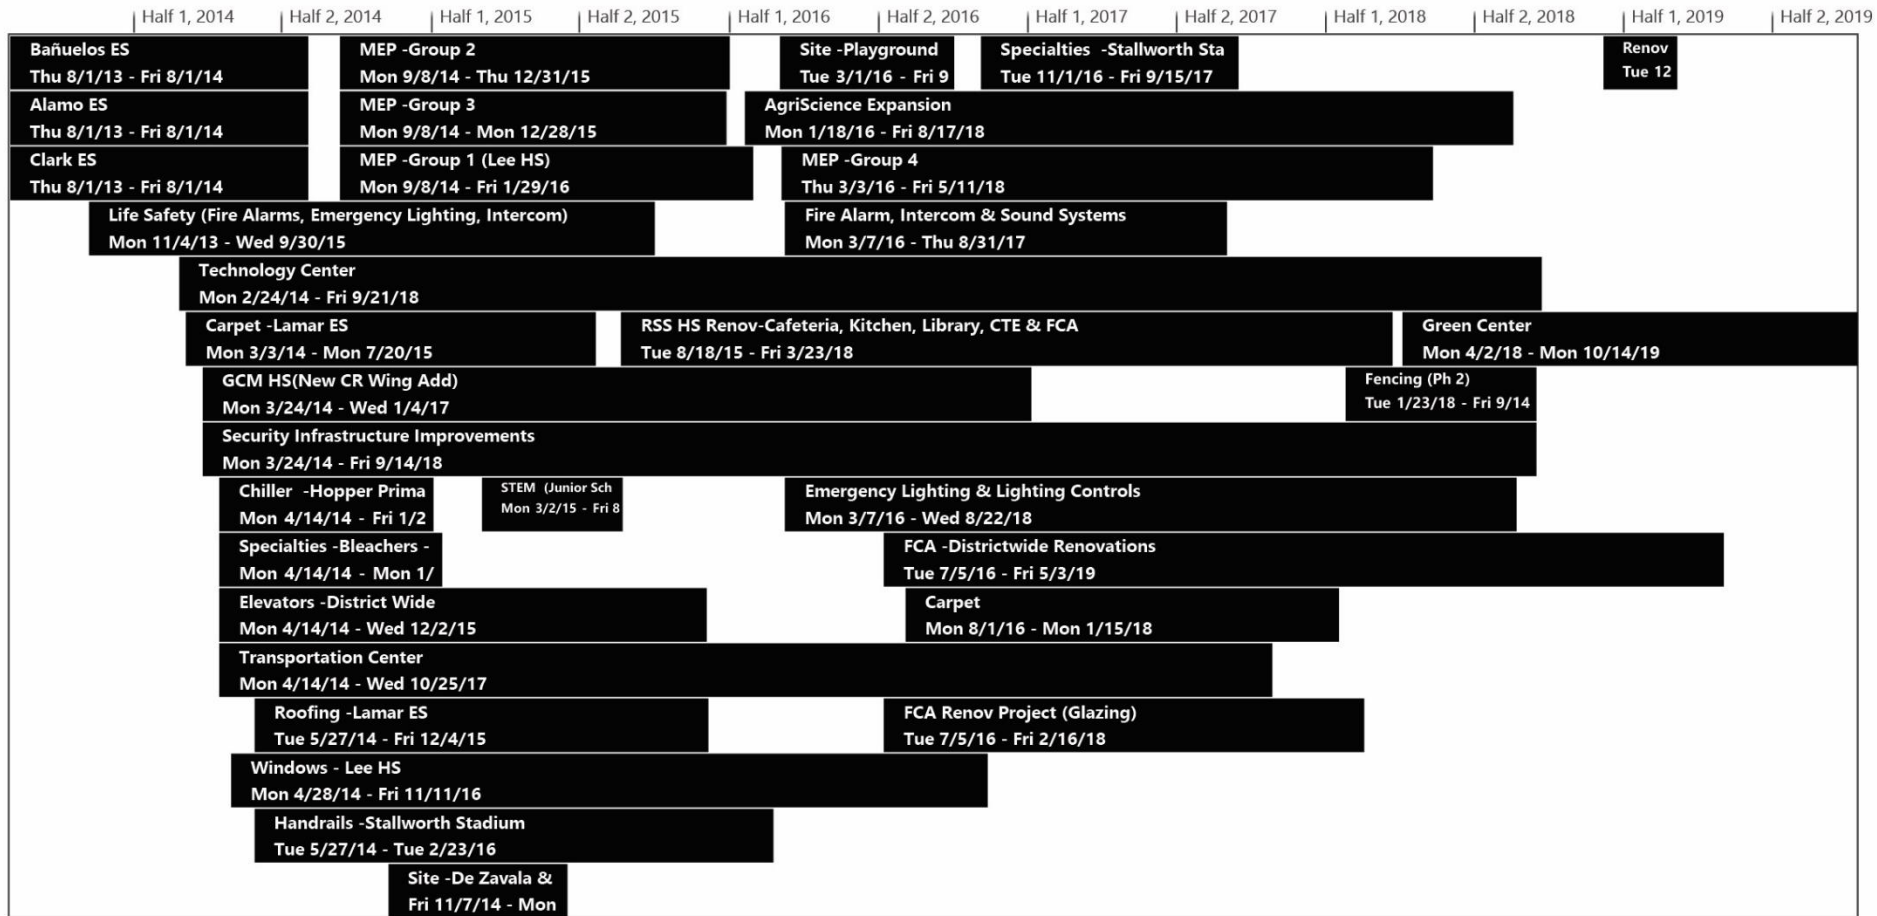 Half 1, 2014 Half 2, 2014 Half 1, 2015 Half 2, 2015 Half 1, 2016 Half 2, 2016 Half 1, 2017 Half 2, 2017 Half 1, 2018 Half 2, 2018 Half 1, 2019 Half 2, 2019
Bañuelos ES
Thu 8/1/13 - Fri 8/1/14
MEP -Group 2
Mon 9/8/14 - Thu 12/31/15
Site -Playground
Tue 3/1/16 - Fri 9
Specialties -Stallworth Sta
Tue 11/1/16 - Fri 9/15/17
Renov
Tue 12
Alamo ES
Thu 8/1/13 - Fri 8/1/14
MEP -Group 3
Mon 9/8/14 - Mon 12/28/15
AgriScience Expansion
Mon 1/18/16 - Fri 8/17/18
Clark ES
Thu 8/1/13 - Fri 8/1/14
MEP -Group 1 (Lee HS)
Mon 9/8/14 - Fri 1/29/16
MEP -Group 4
Thu 3/3/16 - Fri 5/11/18
Life Safety (Fire Alarms, Emergency Lighting, Intercom)
Mon 11/4/13 - Wed 9/30/15
Fire Alarm, Intercom & Sound Systems
Mon 3/7/16 - Thu 8/31/17
Technology Center
Mon 2/24/14 - Fri 9/21/18
Carpet -Lamar ES
Mon 3/3/14 - Mon 7/20/15
RSS HS Renov-Cafeteria, Kitchen, Library, CTE & FCA
Tue 8/18/15 - Fri 3/23/18
Green Center
Mon 4/2/18 - Mon 10/14/19
GCM HS(New CR Wing Add)
Mon 3/24/14 - Wed 1/4/17
Fencing (Ph 2)
Tue 1/23/18 - Fri 9/14
Security Infrastructure Improvements
Mon 3/24/14 - Fri 9/14/18
Chiller -Hopper Prima
Mon 4/14/14 - Fri 1/2
STEM (Junior Sch
Mon 3/2/15 - Fri 8
Emergency Lighting & Lighting Controls
Mon 3/7/16 - Wed 8/22/18
Specialties -Bleachers -
Mon 4/14/14 - Mon 1/
FCA -Districtwide Renovations
Tue 7/5/16 - Fri 5/3/19
Elevators -District Wide
Mon 4/14/14 - Wed 12/2/15
Carpet
Mon 8/1/16 - Mon 1/15/18
Transportation Center
Mon 4/14/14 - Wed 10/25/17
Roofing -Lamar ES
Tue 5/27/14 - Fri 12/4/15
FCA Renov Project (Glazing)
Tue 7/5/16 - Fri 2/16/18
Windows - Lee HS
Mon 4/28/14 - Fri 11/11/16
Handrails -Stallworth Stadium
Tue 5/27/14 - Tue 2/23/16
Site -De Zavala &
Fri 11/7/14 - Mon